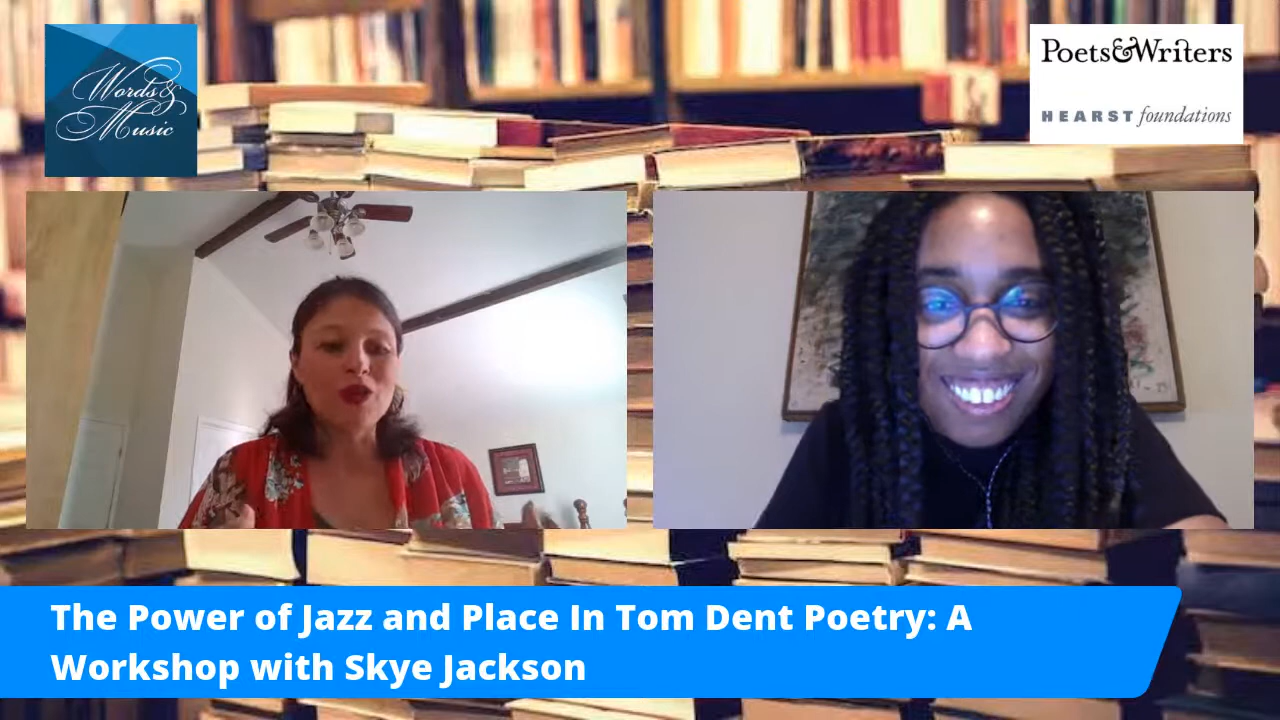 Words &
Music
Poets & Writers
HEARST foundations
The Power of Jazz and Place In Tom Dent Poetry: A
Workshop with Skye Jackson